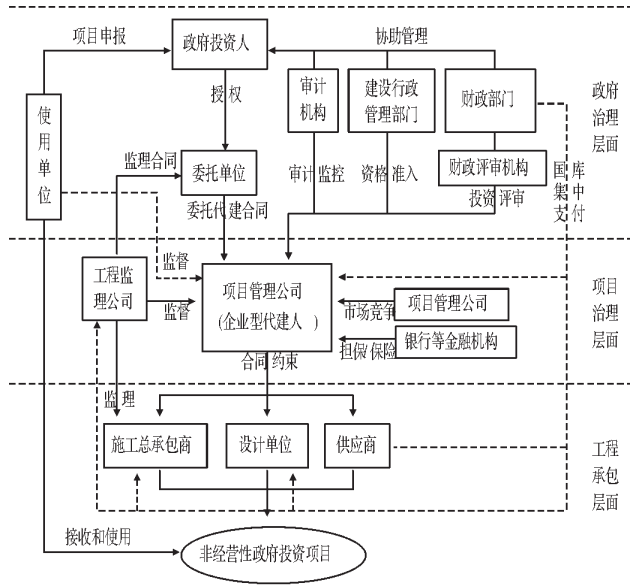 项目申报
政府投资人
协助管理
授权
审计
机构
建设行政
管理部门
财政部门
政府
治理
层面
使
用
单
位
监理合同
委托单位
审计监控
资格准入
财政评审机构
投资评审
国库
集中
支付
委托代建合同
监督
工程监
理公司
监督
项目管理公司
(企业型代建人 )
市场竞争
项目管理公司
担保/保险
银行等金融机构
项目
治理
层面
合同约束
监理
施工总承包商
设计单位
供应商
工程
承包
层面
接收和使用
非经营性政府投资项目